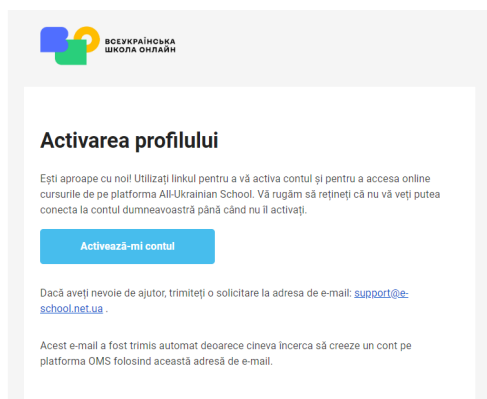 ВСЕУКРАЇНСЬКА
ШКОЛА ОНЛАЙН
Activarea profilului
Ești aproape cu noi! Utilizați linkul pentru a vă activa contul și pentru a accesa online
cursurile de pe platforma All-Ukrainian School. Vă rugăm să rețineți că nu vă veți putea
conecta la contul dumneavoastră până când nu îl activați.
Activează-mi contul
Dacă aveți nevoie de ajutor, trimiteți o solicitare la adresa de e-mail: support@e-
school.net.ua .
Acest e-mail a fost trimis automat deoarece cineva încerca să creeze un cont pe
platforma OMS folosind această adresă de e-mail.